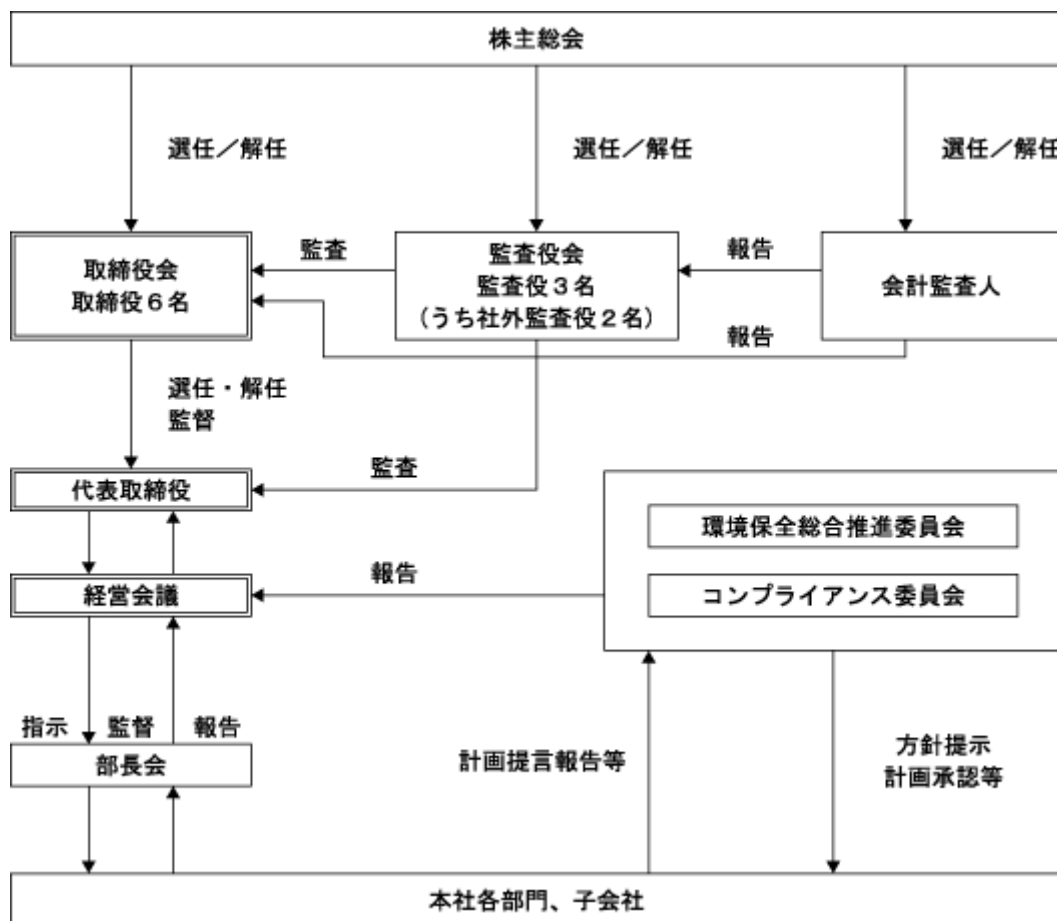 株主総会
選任／解任
選任／解任
選任／解任
取締役会
取締役６名
監査
監査役会
監査役３名
(うち社外監査役２名)
報告
会計監査人
報告
選任・解任
監督
代表取締役
監査
環境保全総合推進委員会
コンプライアンス委員会
経営会議
報告
指示
監督
報告
部長会
計画提言報告等
方針提示
計画承認等
本社各部門、子会社